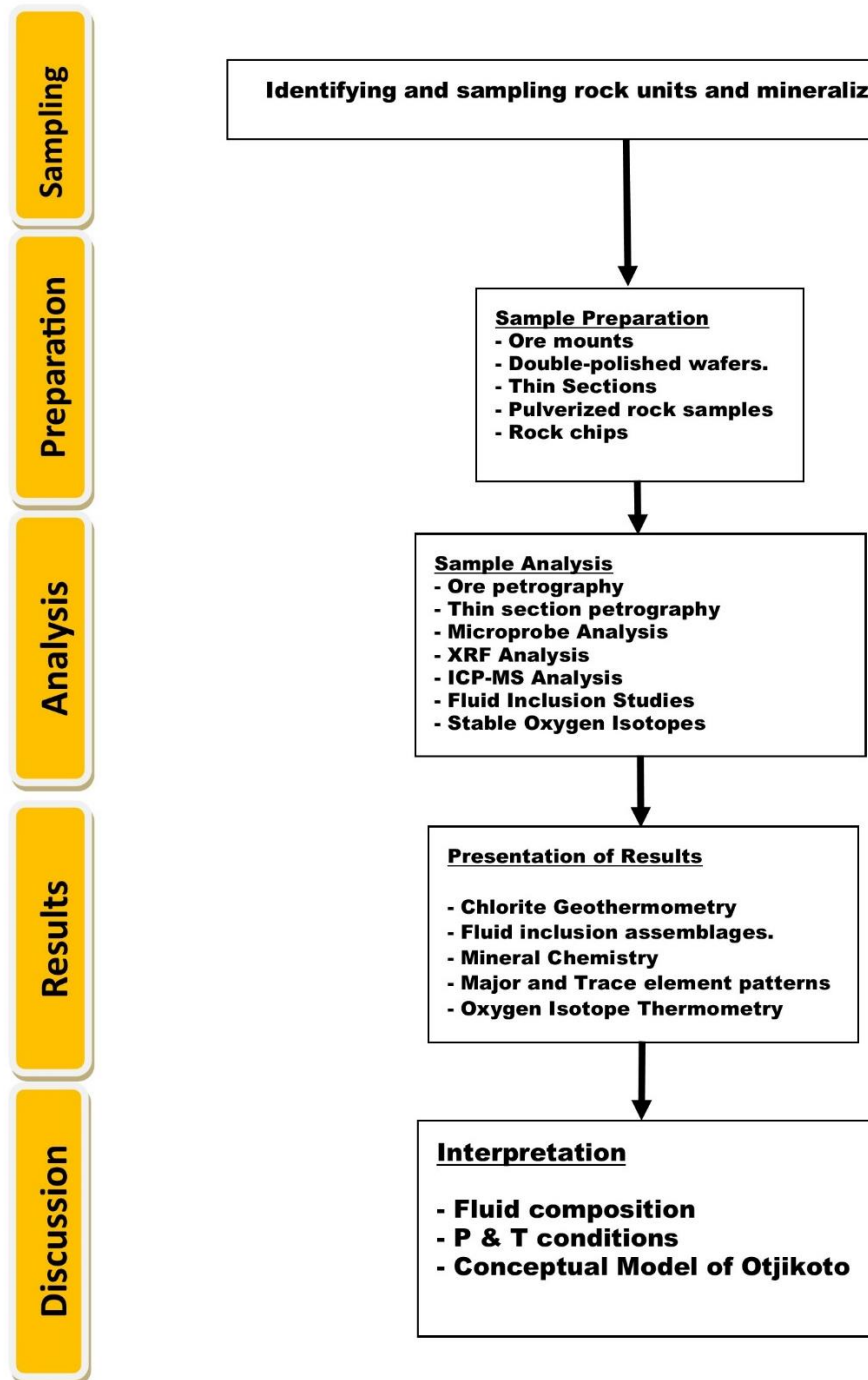 Sampling
Identifying and sampling rock units and mineraliz
Preparation
Sample Preparation
- Ore mounts
- Double-polished wafers.
- Thin Sections
- Pulverized rock samples
- Rock chips
Analysis
Sample Analysis
- Ore petrography
- Thin section petrography
- Microprobe Analysis
- XRF Analysis
- ICP-MS Analysis
- Fluid Inclusion Studies
- Stable Oxygen Isotopes
Results
Presentation of Results
- Chlorite Geothermometry
- Fluid inclusion assemblages.
- Mineral Chemistry
- Major and Trace element patterns
- Oxygen Isotope Thermometry
Discussion
Interpretation
- Fluid composition
- P & T conditions
- Conceptual Model of Otjikoto